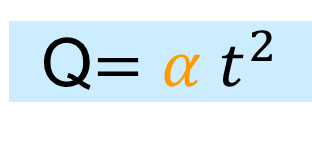 Q= α t²